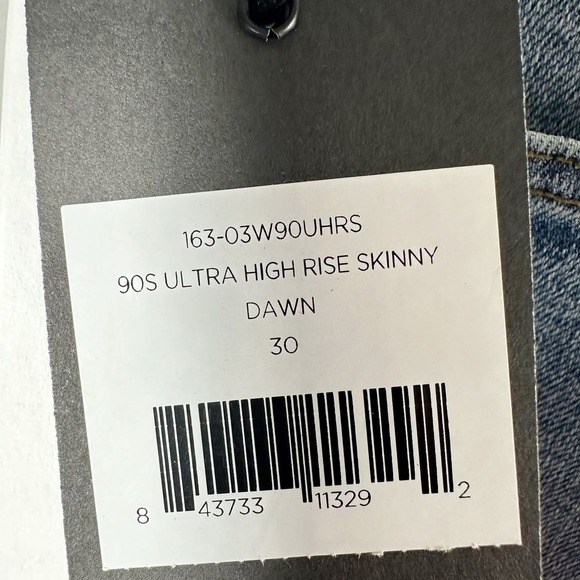 163-03W90UHRS
90S ULTRA HIGH RISE SKINNY
DAWN
30
8 43733 11329 2